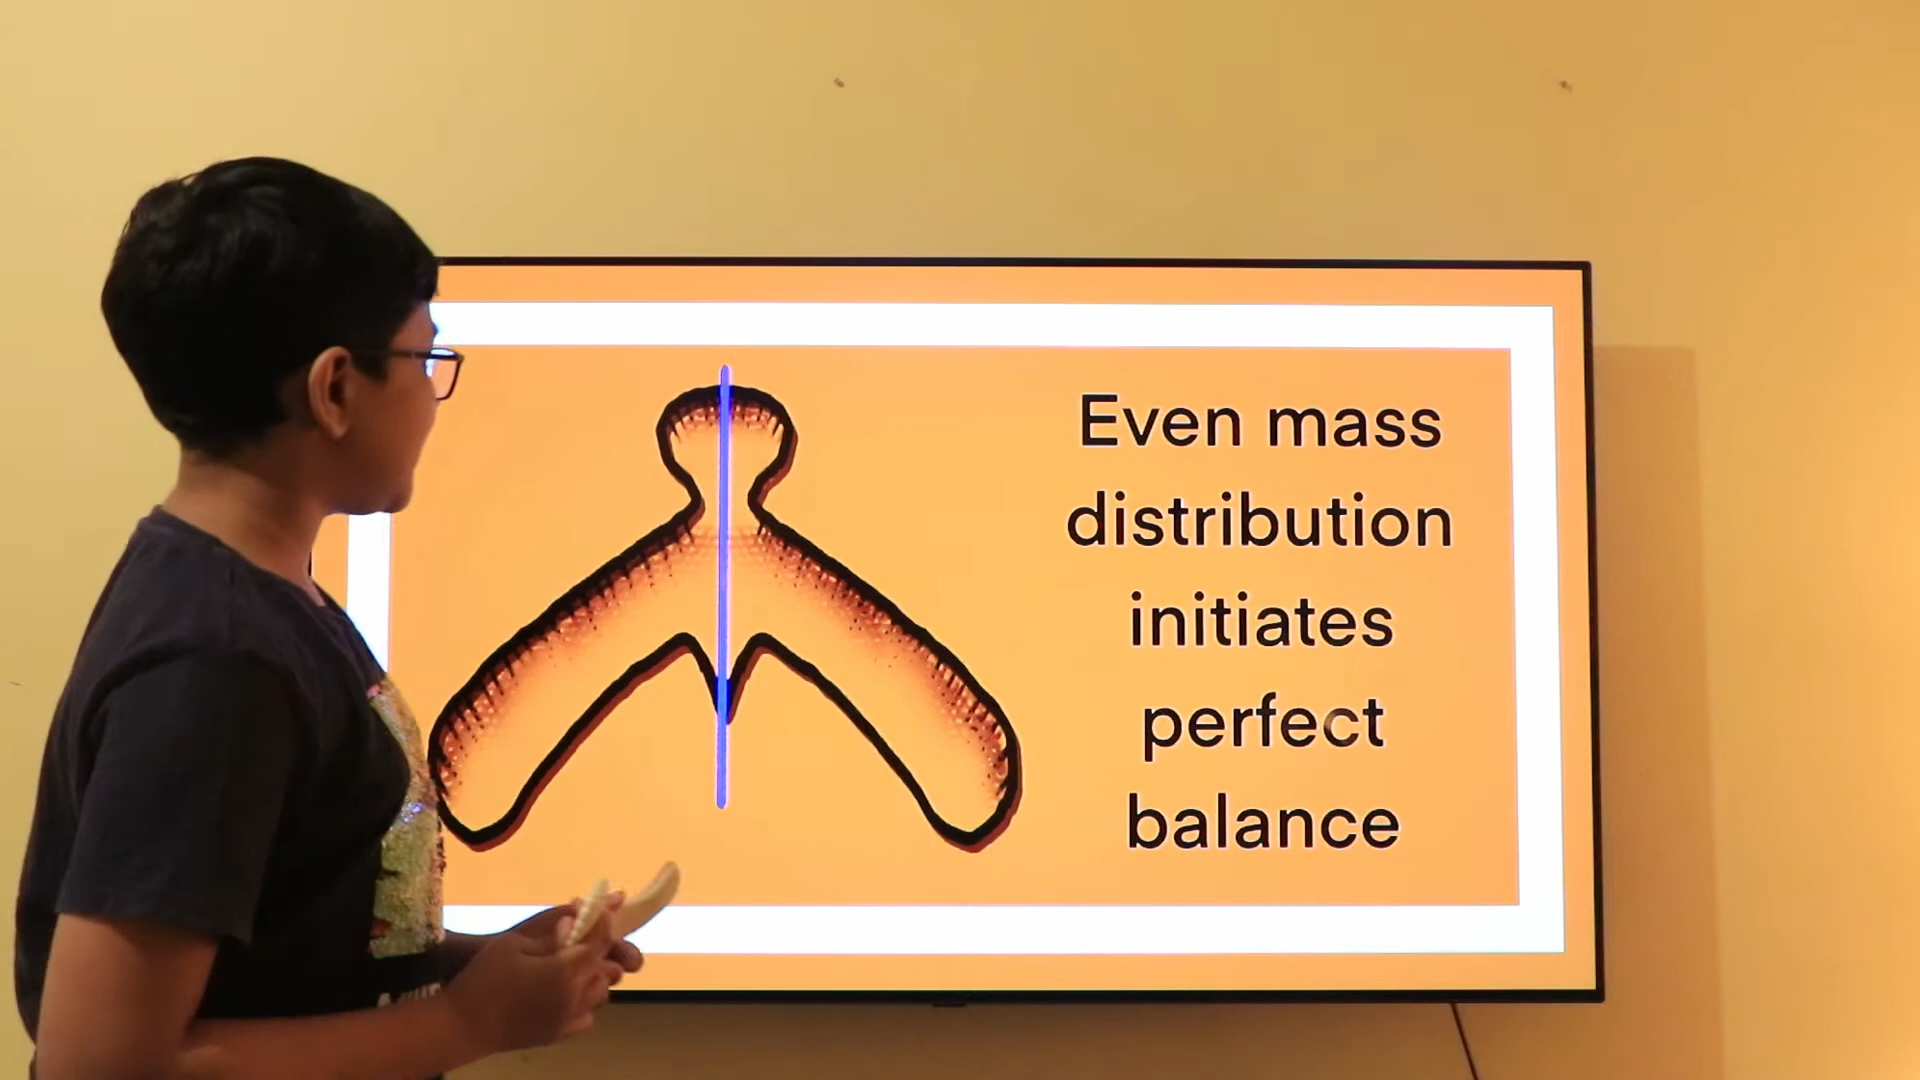 Even mass
distribution
initiates
perfect
balance